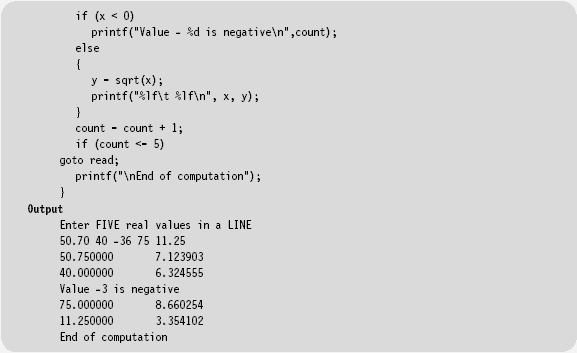 if (x < 0)
printf("Value - %d is negative\n",count);
else
{
y = sqrt(x);
printf("%lf\t %lf\n", x, y);
}
count = count + 1;
if (count <= 5)
goto read;
printf("\nEnd of computation");
}
Output
Enter FIVE real values in a LINE
50.70 40 -36 75 11.25
50.750000 7.123903
40.000000 6.324555
Value -3 is negative
75.000000 8.660254
11.250000 3.354102
End of computation